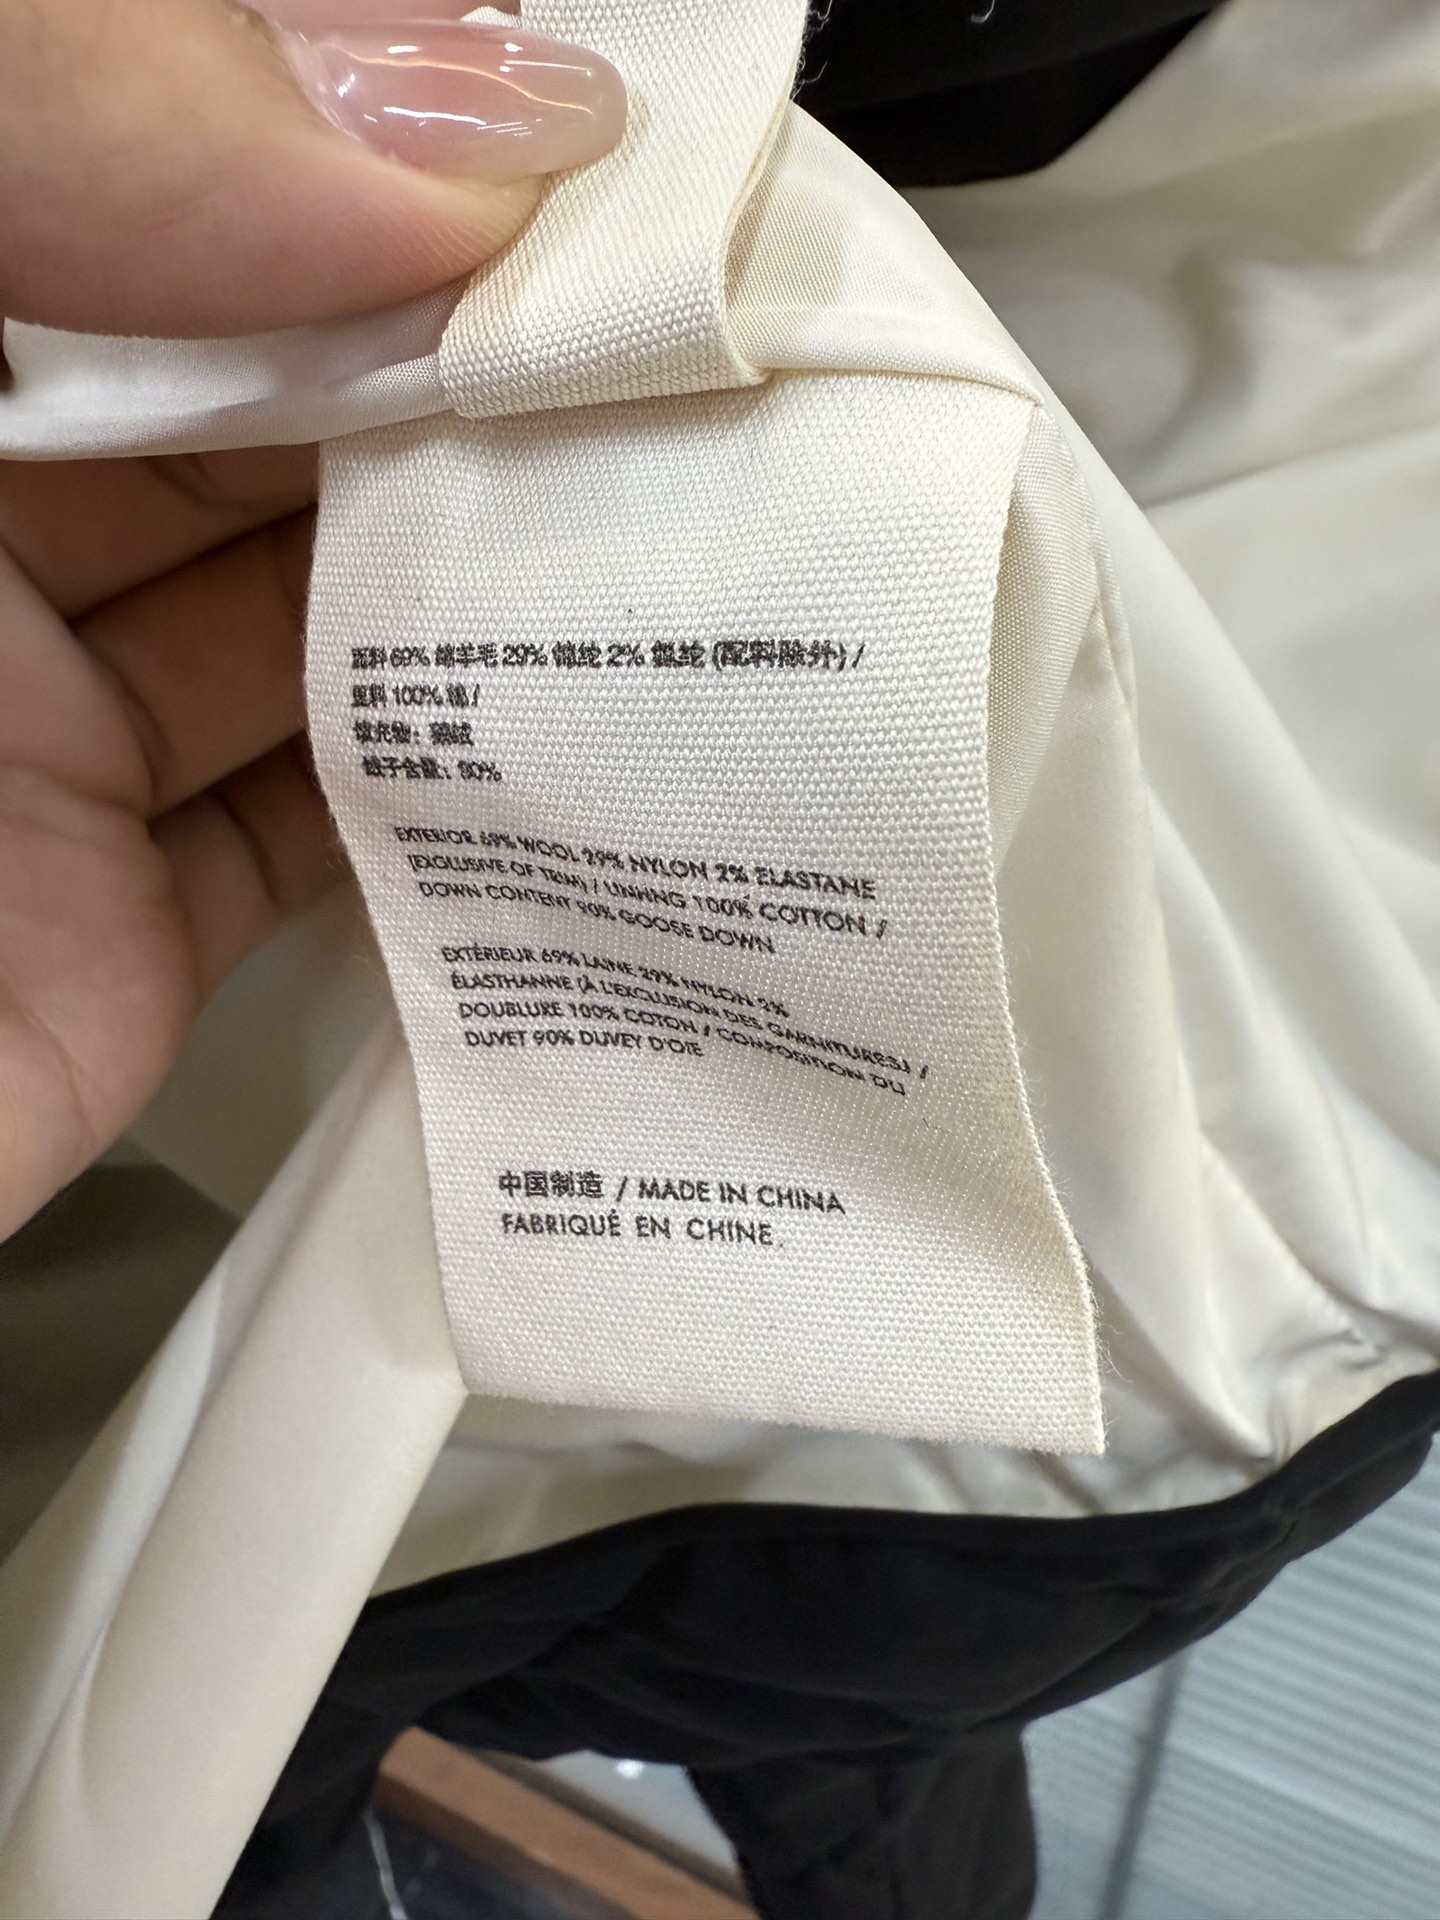 面料 69% 绵羊毛 29% 锦纶 2% 氨纶 (配料除外) /
里料 100% 棉 /
填充物：鹅绒
绒子含量：90%
EXTERIOR 69% WOOL 29% NYLON 2% ELASTANE
(EXCLUSIVE OF TRIM) / LINING 100% COTTON /
DOWN CONTENT 90% GOOSE DOWN
EXTÉRIEUR 69% LAINE 29% NYLON 2%
ÉLASTHANNE (À L'EXCLUSION DES GARNITURES) /
DOUBLURE 100% COTON / COMPOSITION DU
DUVET 90% DUVEY D'OIE
中国制造 / MADE IN CHINA
FABRIQUÉ EN CHINE